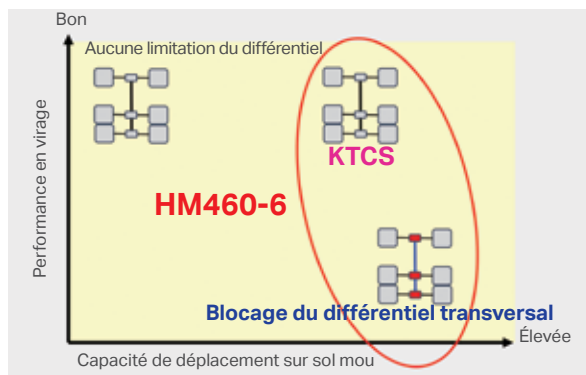 Bon
Aucune limitation du différentiel
KTCS
HM460-6
Performance en virage
Blocage du différentiel transversal
Élevée
Capacité de déplacement sur sol mou